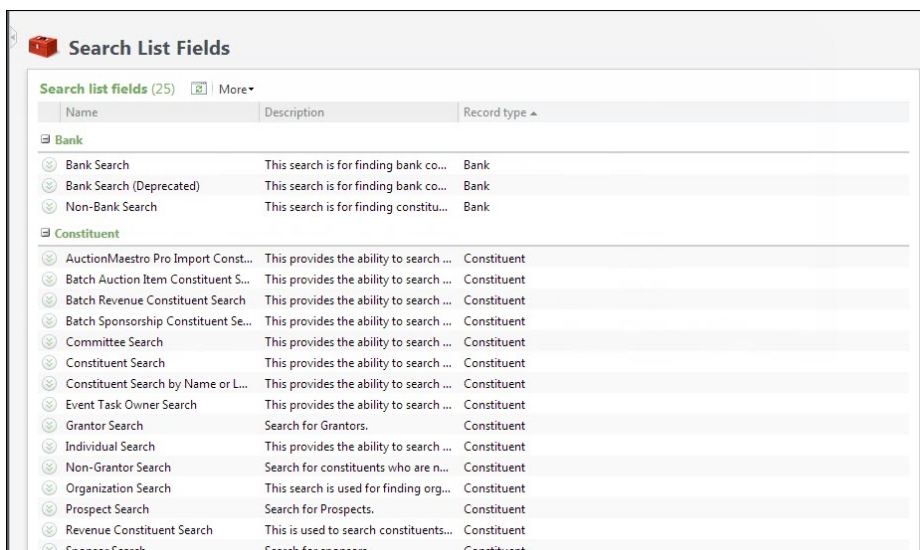 Search List Fields
Search list fields (25) More
Name Description Record type
Bank
Bank Search This search is for finding bank co... Bank
Bank Search (Deprecated) This search is for finding bank co... Bank
Non-Bank Search This search is for finding constitu... Bank
Constituent
AuctionMaestro Pro Import Const... This provides the ability to search ... Constituent
Batch Auction Item Constituent S... This provides the ability to search ... Constituent
Batch Revenue Constituent Search This provides the ability to search ... Constituent
Batch Sponsorship Constituent Se... This provides the ability to search ... Constituent
Committee Search This provides the ability to search ... Constituent
Constituent Search This provides the ability to search ... Constituent
Constituent Search by Name or L... This provides the ability to search ... Constituent
Event Task Owner Search This provides the ability to search ... Constituent
Grantor Search Search for Grantors. Constituent
Individual Search This provides the ability to search ... Constituent
Non-Grantor Search Search for constituents who are n... Constituent
Organization Search This search is used for finding org... Constituent
Prospect Search Search for Prospects. Constituent
Revenue Constituent Search This is used to search constituents... Constituent
Sponsor Search Search for sponsors. Constituent